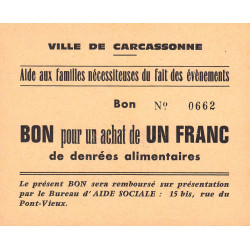 VILLE DE CARCASSONNE
Aide aux familles nécessiteuses du fait des évènements
Bon Nº 0662
BON pour un achat de UN FRANC
de denrées alimentaires
Le présent BON sera remboursé sur présentation
par le Bureau d'AIDE SOCIALE : 15 bis, rue du
Pont-Vieux.